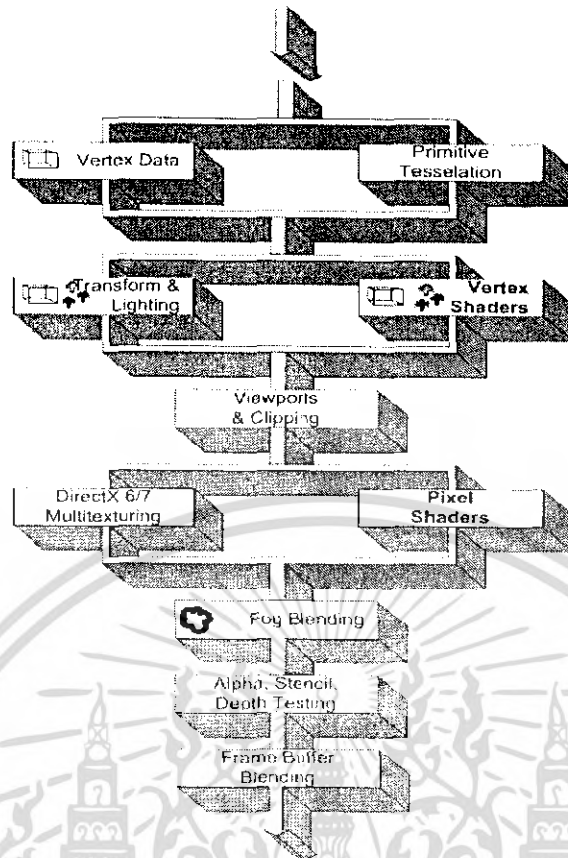 Vertex Data
Primitive
Tesselation
Transform &
Lighting
Vertex
Shaders
Viewports
& Clipping
DirectX 6/7
Multitexturing
Pixel
Shaders
Fog Blending
Alpha, Stencil,
Depth Testing
Frame Buffer
Blending